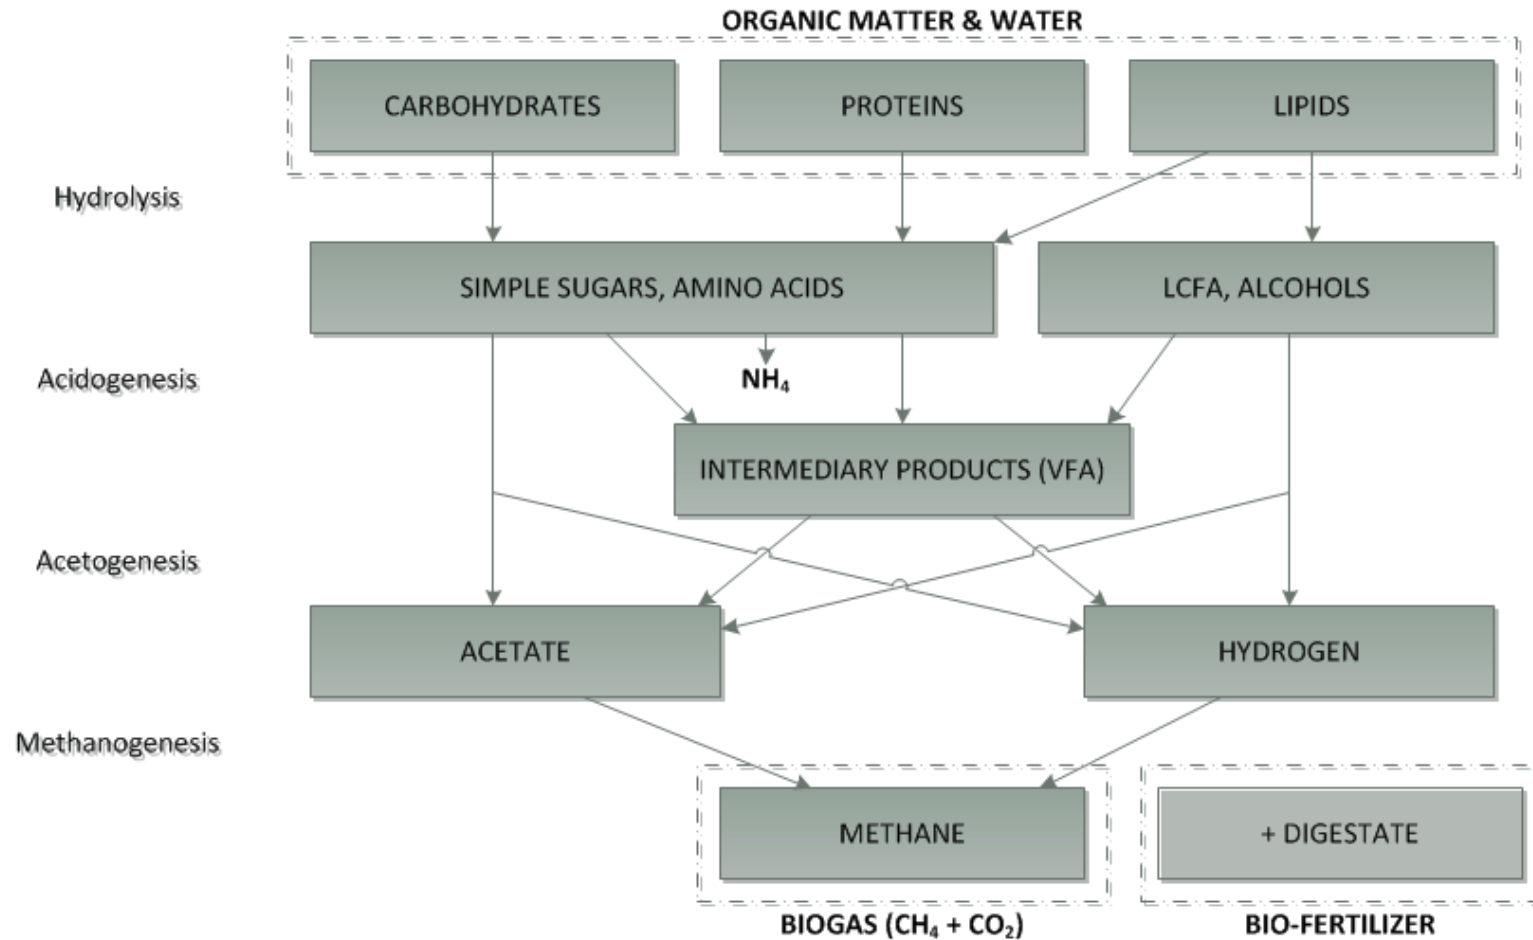 ORGANIC MATTER & WATER
CARBOHYDRATES
PROTEINS
LIPIDS
Hydrolysis
SIMPLE SUGARS, AMINO ACIDS
LCFA, ALCOHOLS
Acidogenesis
NH₄
INTERMEDIARY PRODUCTS (VFA)
Acetogenesis
ACETATE
HYDROGEN
Methanogenesis
METHANE
+ DIGESTATE
BIOGAS (CH₄ + CO₂)
BIO-FERTILIZER